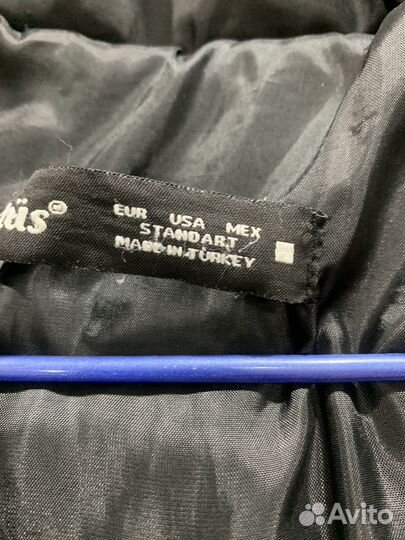 EUR USA MEX
STANDART
MADE IN TURKEY
Avito